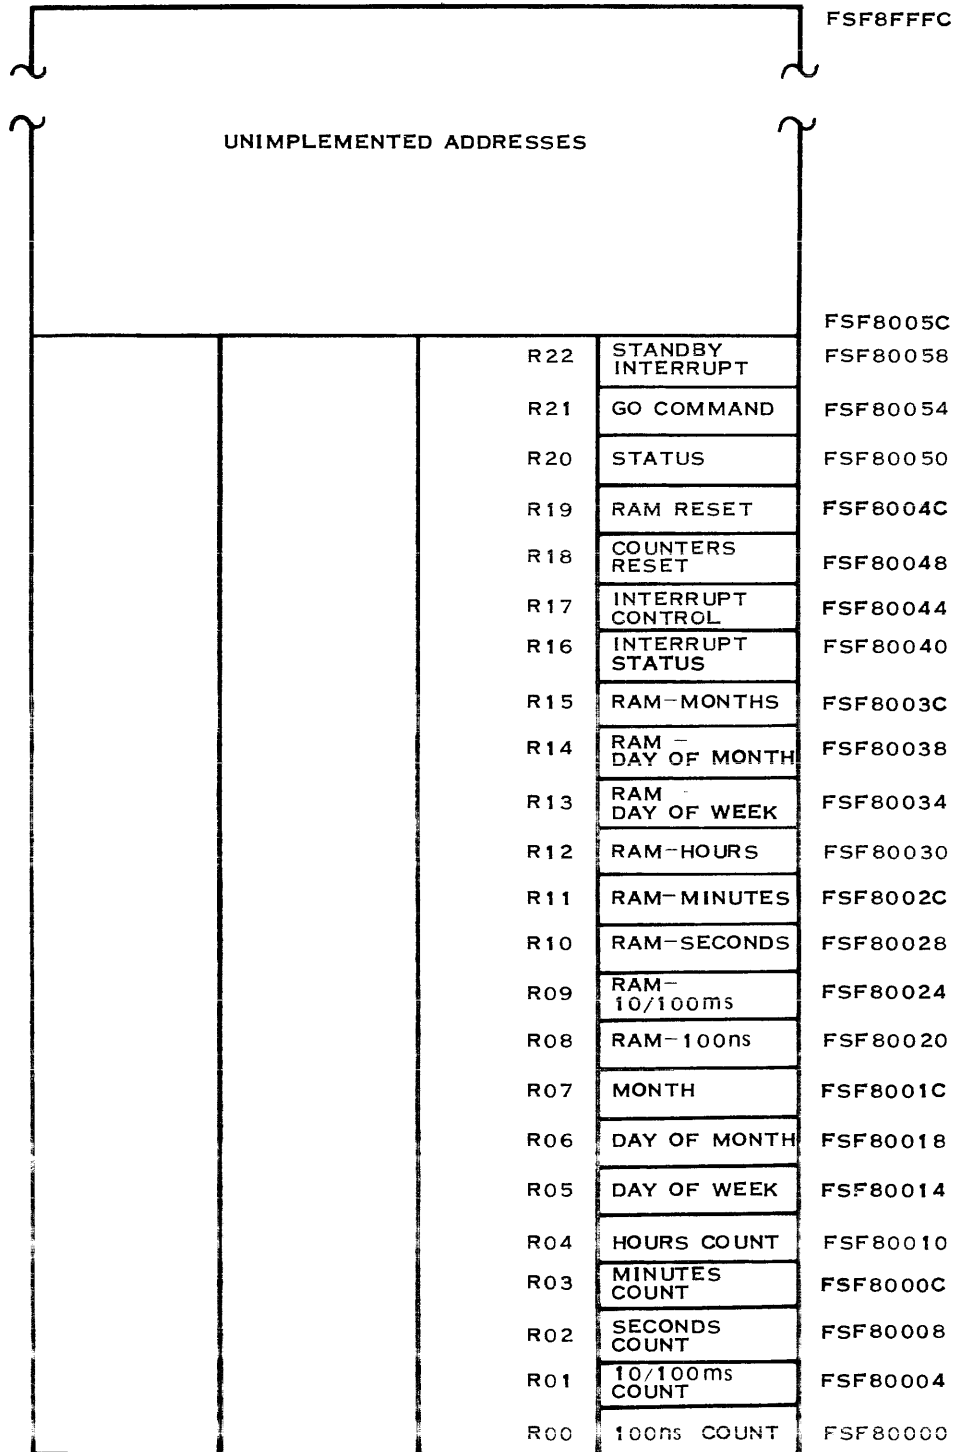 FSF8FFFC
UNIMPLEMENTED ADDRESSES
FSF8005C
R22 STANDBY INTERRUPT FSF80058
R21 GO COMMAND FSF80054
R20 STATUS FSF80050
R19 RAM RESET FSF8004C
R18 COUNTERS RESET FSF80048
R17 INTERRUPT CONTROL FSF80044
R16 INTERRUPT STATUS FSF80040
R15 RAM-MONTHS FSF8003C
R14 RAM - DAY OF MONTH FSF80038
R13 RAM - DAY OF WEEK FSF80034
R12 RAM-HOURS FSF80030
R11 RAM-MINUTES FSF8002C
R10 RAM-SECONDS FSF80028
R09 RAM- 10/100ms FSF80024
R08 RAM-100ns FSF80020
R07 MONTH FSF8001C
R06 DAY OF MONTH FSF80018
R05 DAY OF WEEK FSF80014
R04 HOURS COUNT FSF80010
R03 MINUTES COUNT FSF8000C
R02 SECONDS COUNT FSF80008
R01 10/100ms COUNT FSF80004
R00 100ns COUNT FSF80000